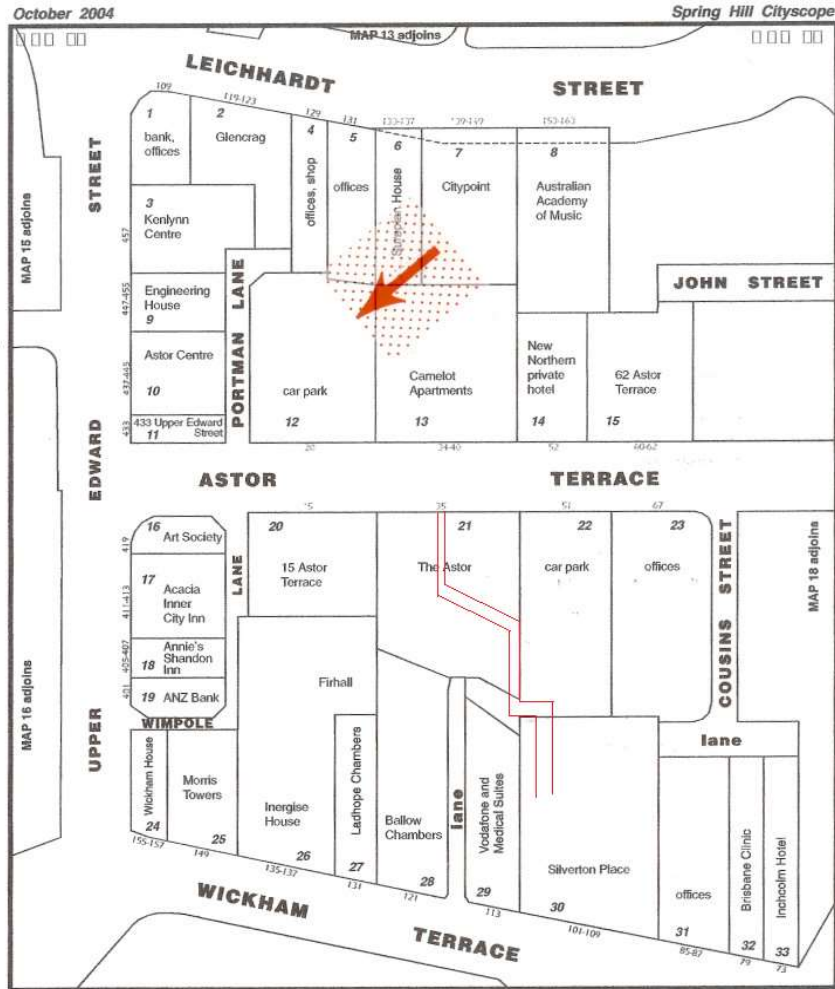 October 2004
Spring Hill Cityscope
MAP 13 adjoins
LEICHHARDT STREET
109
119-123
129
131
133-137
139-149
153-163
1
bank,
offices
2
Glencrag
4
offices, shop
5
offices
6
European House
7
Citypoint
8
Australian
Academy
of Music
3
Kenlynn
Centre
457
MAP 15 adjoins
UPPER EDWARD STREET
JOHN STREET
PORTMAN LANE
447-455
Engineering
House
9
437-445
Astor Centre
10
433
433 Upper Edward
Street
11
car park
12
Camelot
Apartments
13
New
Northern
private
hotel
14
62 Astor
Terrace
15
20
34-40
52
60-62
ASTOR TERRACE
15
35
51
67
16
Art Society
419
17
Acacia
Inner
City Inn
411-413
Annie's
Shandon
Inn
18
405-407
19 ANZ Bank
401
LANE
WIMPOLE
20
15 Astor
Terrace
21
The Astor
22
car park
23
offices
COUSINS STREET
MAP 18 adjoins
MAP 16 adjoins
lane
Wickham House
24
Morris
Towers
25
Firhall
Inergise
House
26
Ladhope Chambers
27
Ballow
Chambers
28
lane
Vodafone and
Medical Suites
29
Silverton Place
30
offices
31
Brisbane Clinic
32
Inchcolm Hotel
33
155-157
149
135-137
131
121
113
101-109
85-87
79
73
WICKHAM TERRACE